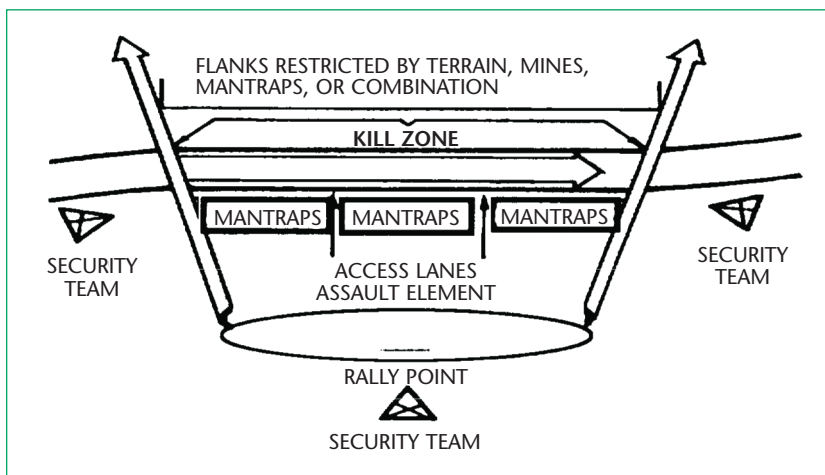 FLANKS RESTRICTED BY TERRAIN, MINES,
MANTRAPS, OR COMBINATION
KILL ZONE
MANTRAPS
MANTRAPS
MANTRAPS
SECURITY
TEAM
ACCESS LANES
ASSAULT ELEMENT
SECURITY
TEAM
RALLY POINT
SECURITY TEAM